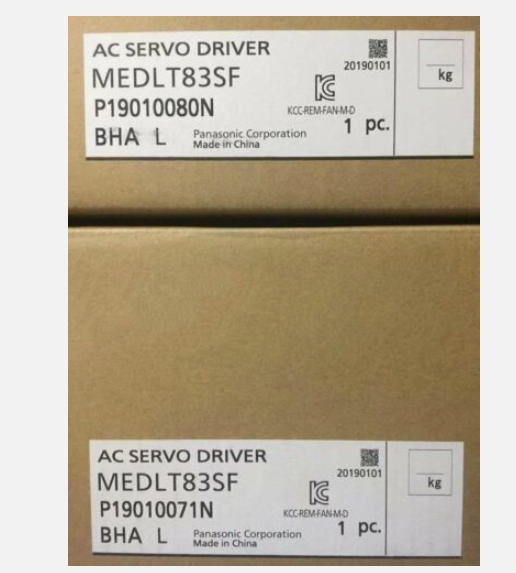 AC SERVO DRIVER
20190101
kg
MEDLT83SF
P19010080N
KCC-REM-FAN-M-D
1 pc.
BHA L
Panasonic Corporation
Made in China
AC SERVO DRIVER
20190101
kg
MEDLT83SF
P19010071N
KCC-REM-FAN-M-D
1 pc.
BHA L
Panasonic Corporation
Made in China